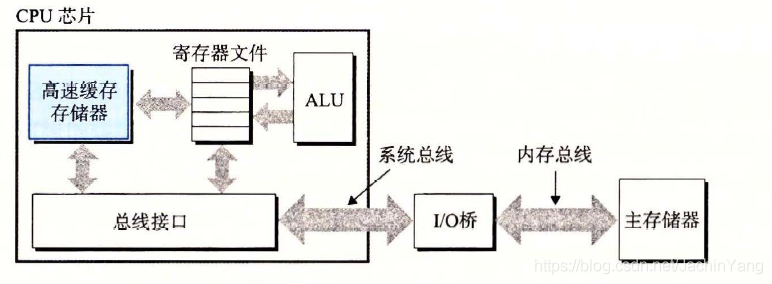 CPU 芯片
寄存器文件
高速缓存
存储器
ALU
系统总线
内存总线
总线接口
I/O桥
主存储器
https://blog.csdn.net/JachinYang